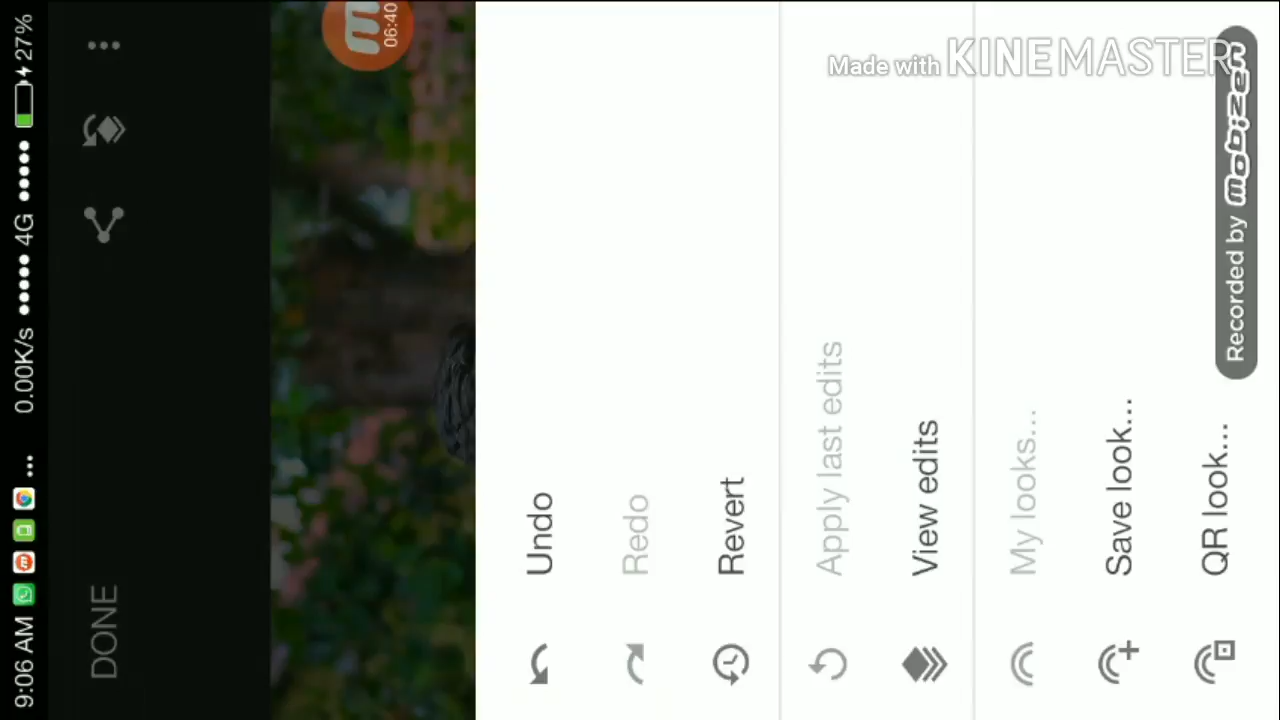 9:06 AM ... 0.00K/s 4G 27%
DONE
06:40
Undo
Redo
Revert
Apply last edits
View edits
My looks...
Save look...
QR look...
Made with KINEMASTER
Recorded by mobizen